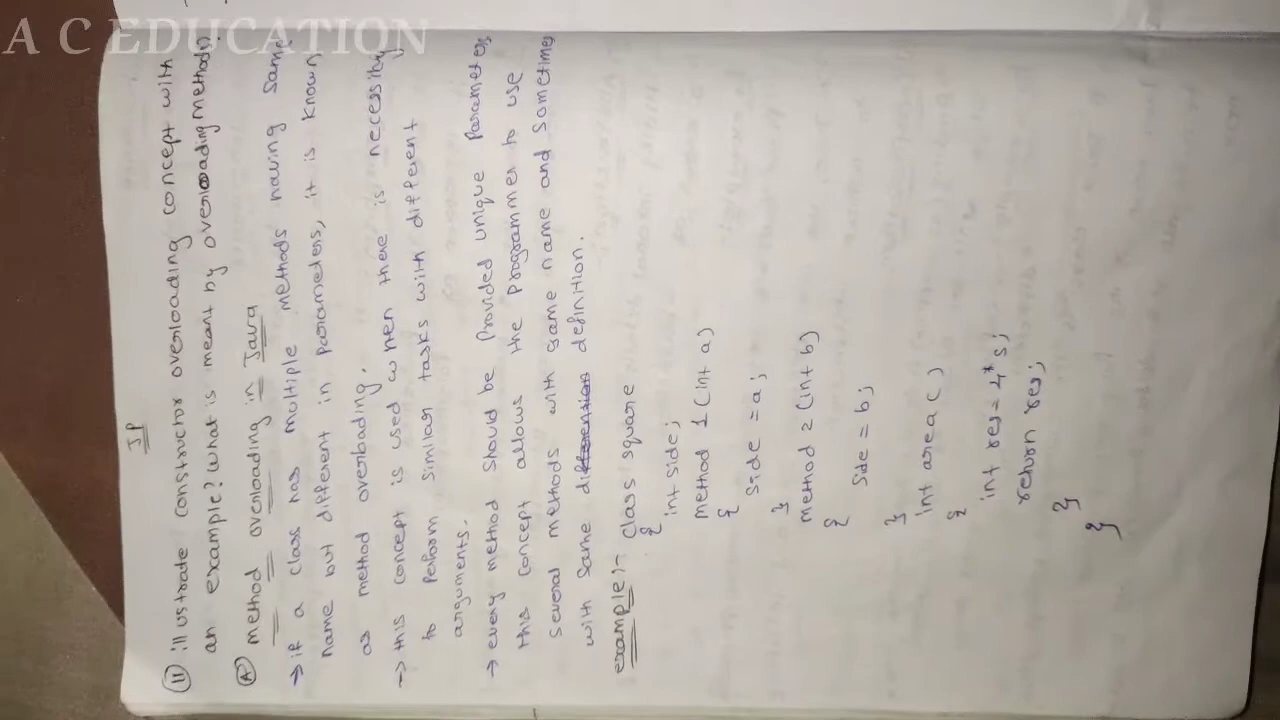 A C EDUCATION
JP
(11) illustrate constructor overloading concept with
an example? What is meant by overloading methods?
(A) method overloading in Java
→ if a class has multiple methods having same
name but different in parameters, it is known
as method overloading.
→ this concept is used when there is necessity
to perform similar tasks with different
arguments.
→ every method should be provided unique parameters
this concept allows the programmer to use
several methods with same name and sometimes
with same definition.
example:- class square
{
int side;
method 1 (int a)
{
side = a;
}
method 2 (int b)
{
side = b;
}
int area ( )
{
int res = 4*s;
return res;
}
}